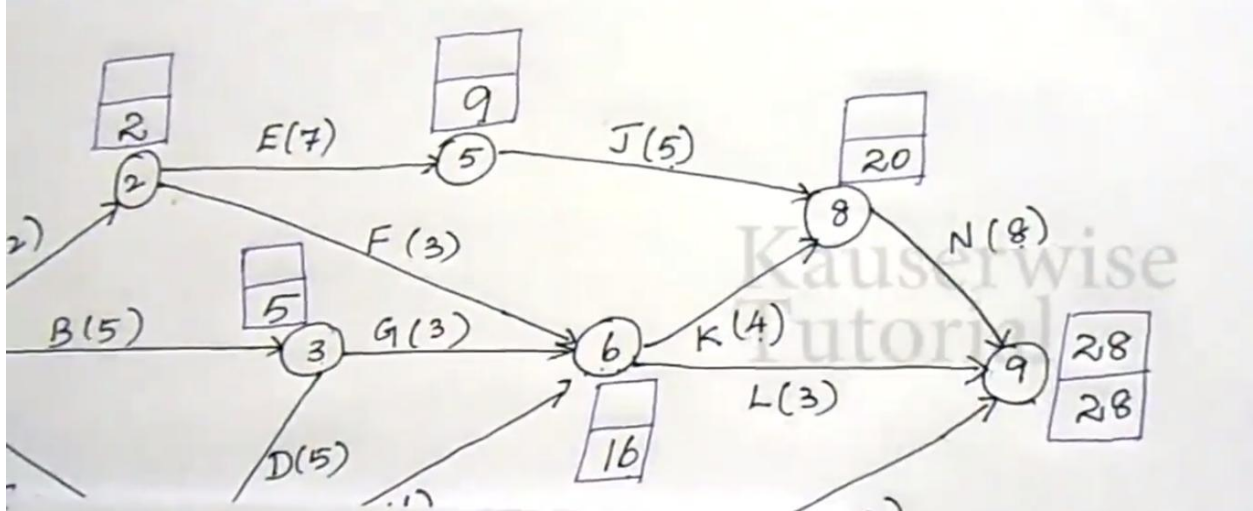 9
2
20
E(7)
J(5)
5
2
8
2)
F(3)
N(8)
Kauserwise
5
B(5)
G(3)
K(4)
Tutorial
28
3
6
9
L(3)
28
D(5)
16